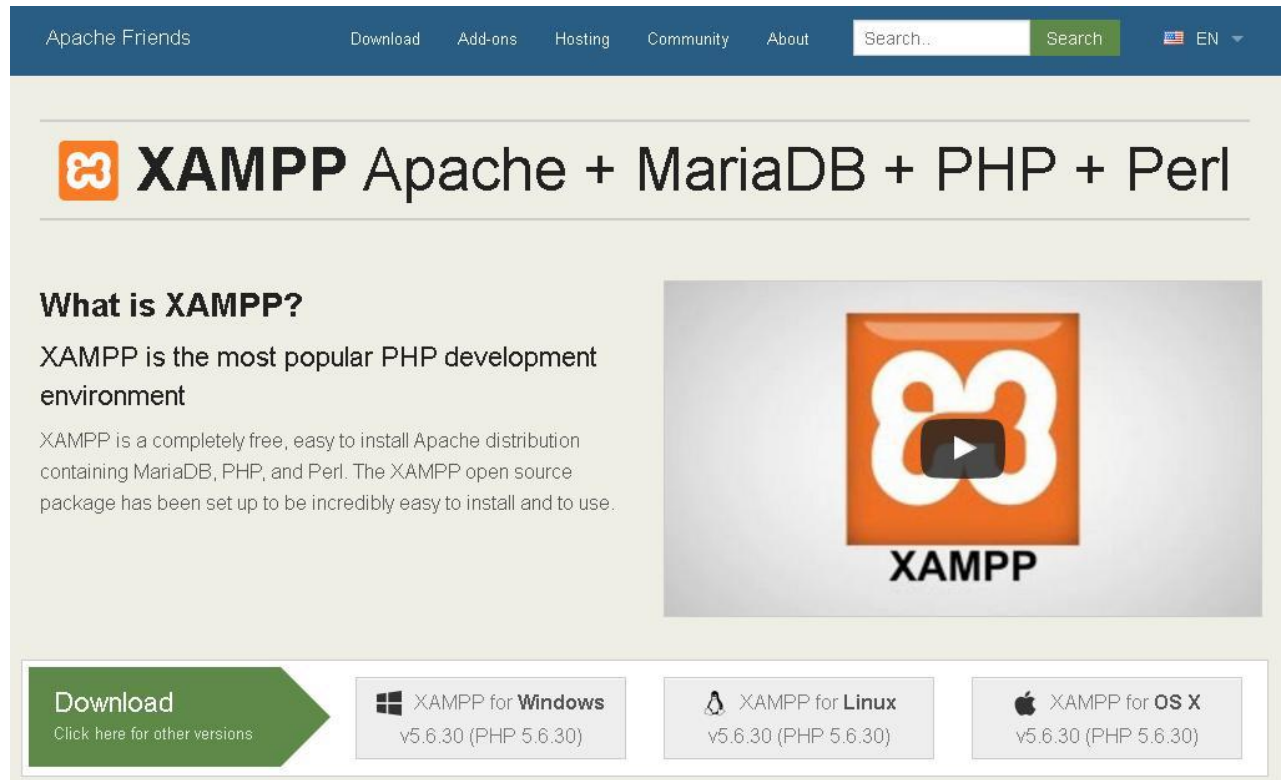 Apache Friends Download Add-ons Hosting Community About Search.. Search EN
XAMPP Apache + MariaDB + PHP + Perl
What is XAMPP?
XAMPP is the most popular PHP development
environment
XAMPP is a completely free, easy to install Apache distribution
containing MariaDB, PHP, and Perl. The XAMPP open source
package has been set up to be incredibly easy to install and to use.
XAMPP
Download
Click here for other versions
XAMPP for Windows
v5.6.30 (PHP 5.6.30)
XAMPP for Linux
v5.6.30 (PHP 5.6.30)
XAMPP for OS X
v5.6.30 (PHP 5.6.30)